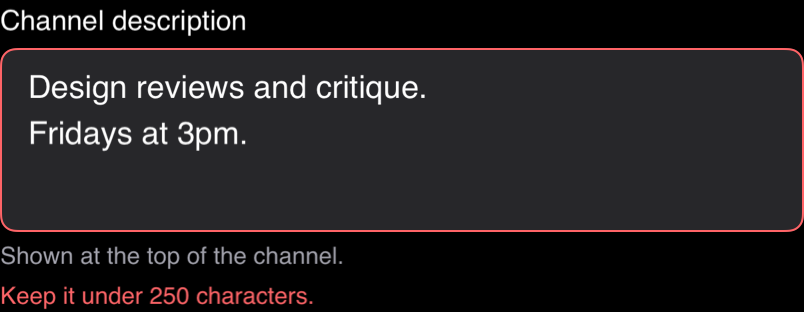 Channel description
Design reviews and critique.
Fridays at 3pm.
Shown at the top of the channel.
Keep it under 250 characters.